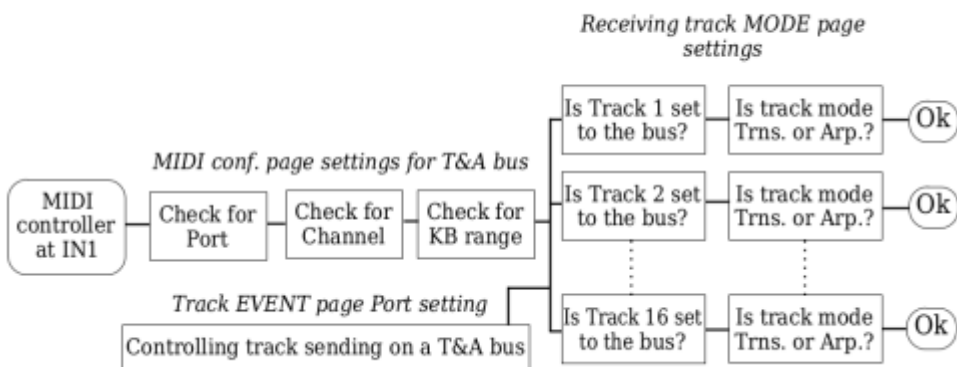 Receiving track MODE page
settings
Is Track 1 set
to the bus?
Is track mode
Trns. or Arp.?
Ok
MIDI conf. page settings for T&A bus
MIDI
controller
at IN1
Check for
Port
Check for
Channel
Check for
KB range
Is Track 2 set
to the bus?
Is track mode
Trns. or Arp.?
Ok
Track EVENT page Port setting
Controlling track sending on a T&A bus
Is Track 16 set
to the bus?
Is track mode
Trns. or Arp.?
Ok